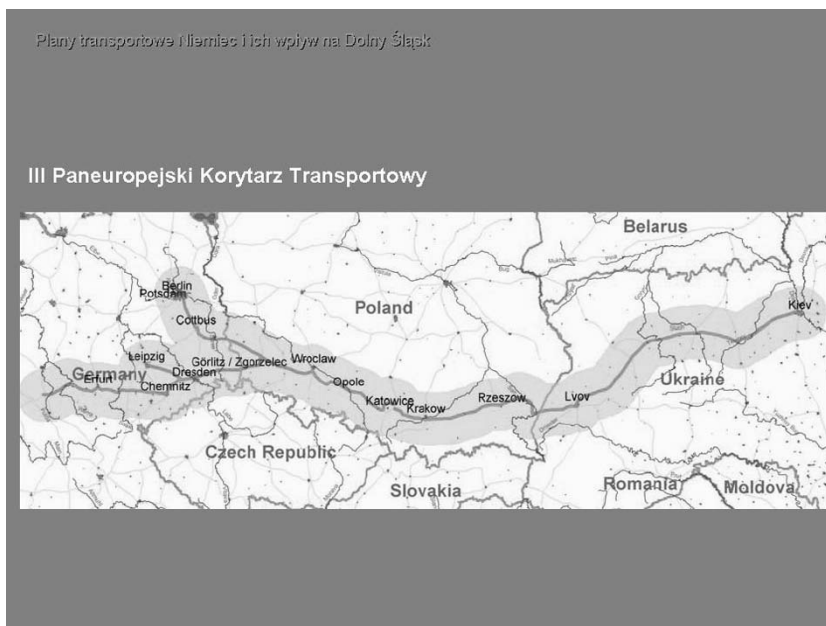 Plany transportowe Niemiec i ich wpływ na Dolny Śląsk
III Paneuropejski Korytarz Transportowy
Belarus
Berlin
Potsdam
Poland
Kiev
Cottbus
Leipzig
Görlitz / Zgorzelec
Wroclaw
Germany
Dresden
Erfurt
Chemnitz
Opole
Ukraine
Katowice
Rzeszow
Lvov
Krakow
Czech Republic
Slovakia
Romania
Moldova